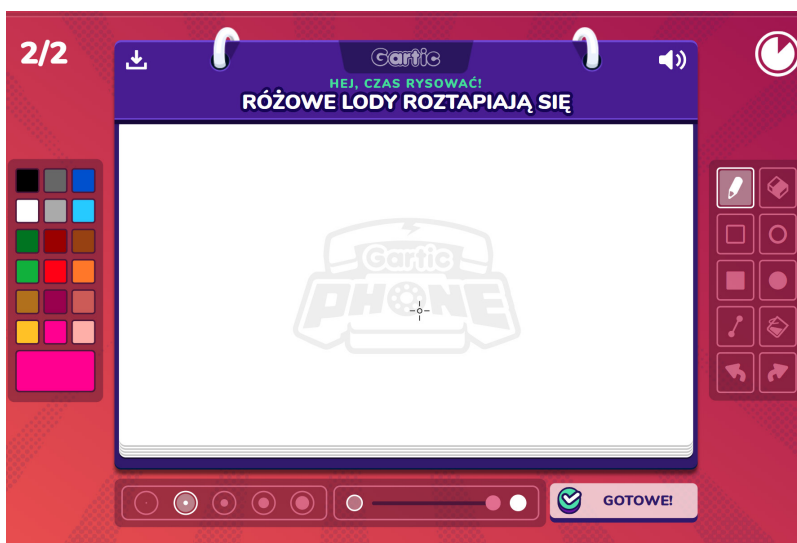 2/2
Gartic
HEJ, CZAS RYSOWAĆ!
RÓŻOWE LODY ROZTAPIAJĄ SIĘ
Gartic
PHONE
GOTOWE!